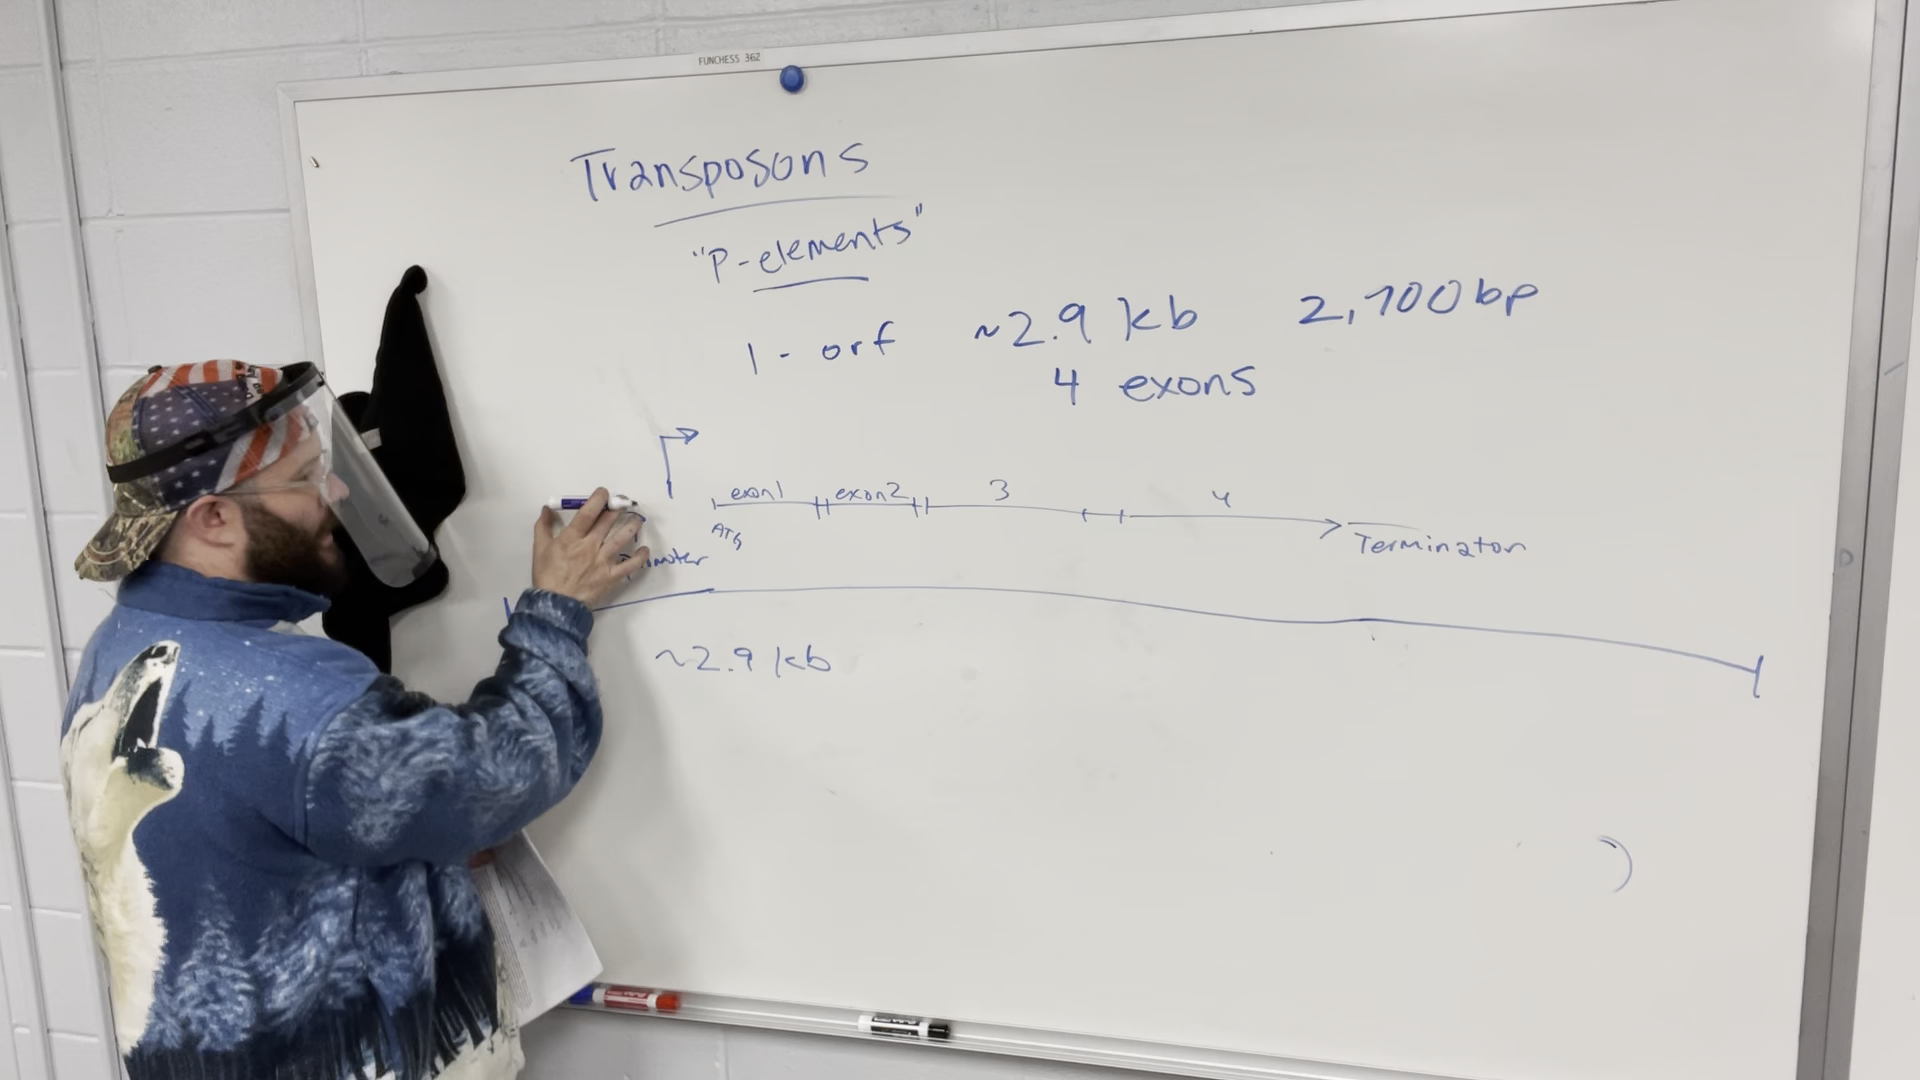 FUNCHESS 362
Transposons
"P-elements"
1 - orf ~2.9 kb 2,900 bp
4 exons
exon1 exon2 3 4
ATG
Terminator
~2.9 kb